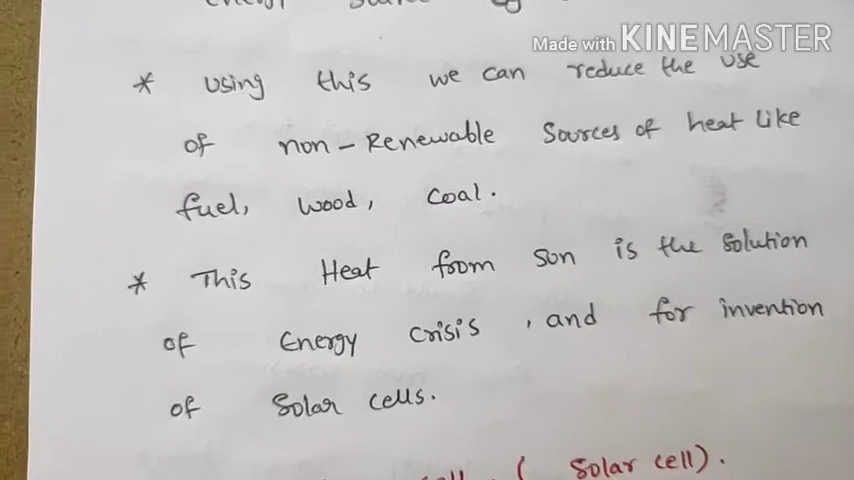 Made with KINEMASTER
* Using this we can reduce the use
of non-Renewable Sources of heat like
fuel, wood, coal.
* This Heat from Sun is the Solution
of Energy crisis, and for invention
of Solar cells.
( Solar cell).